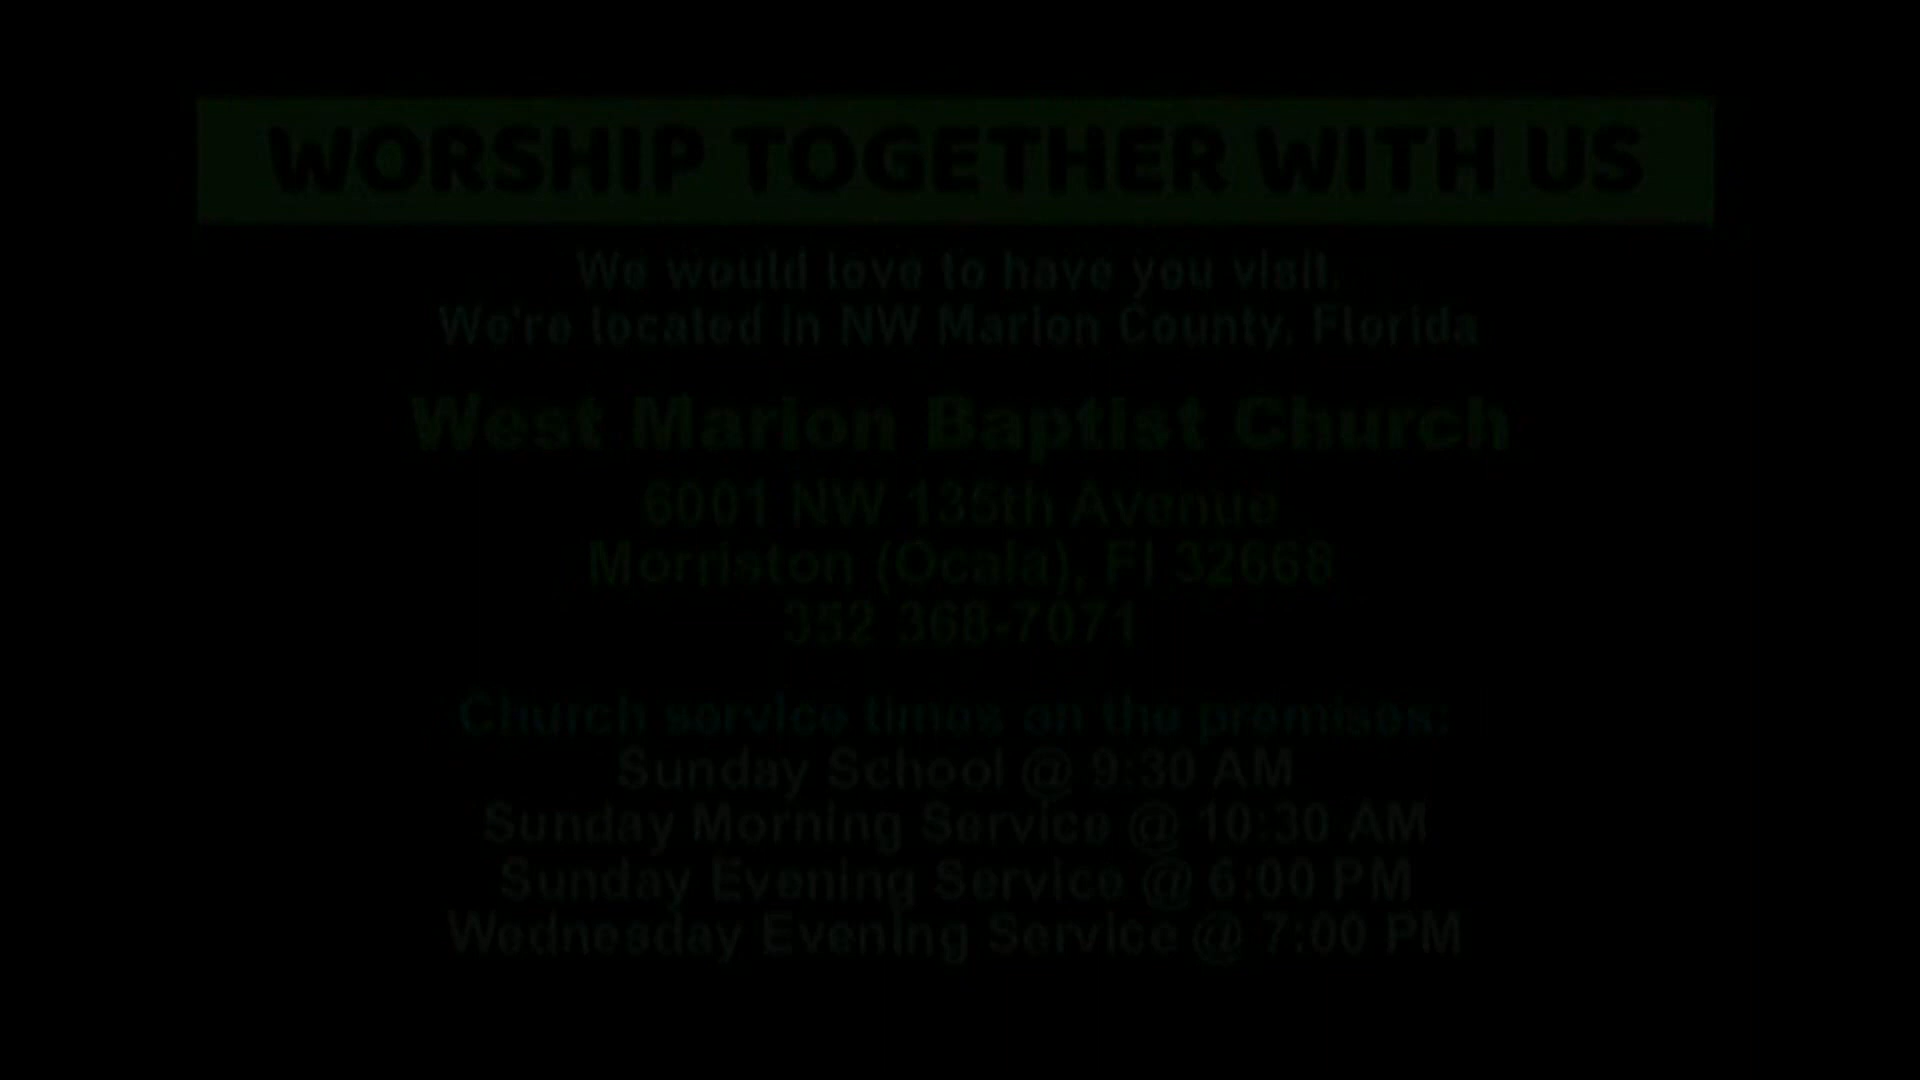 WORSHIP TOGETHER WITH US
We would love to have you visit.
We're located in NW Marion County, Florida
West Marion Baptist Church
6001 NW 135th Avenue
Morriston (Ocala), Fl 32668
352 368-7071
Church service times on the premises:
Sunday School @ 9:30 AM
Sunday Morning Service @ 10:30 AM
Sunday Evening Service @ 6:00 PM
Wednesday Evening Service @ 7:00 PM